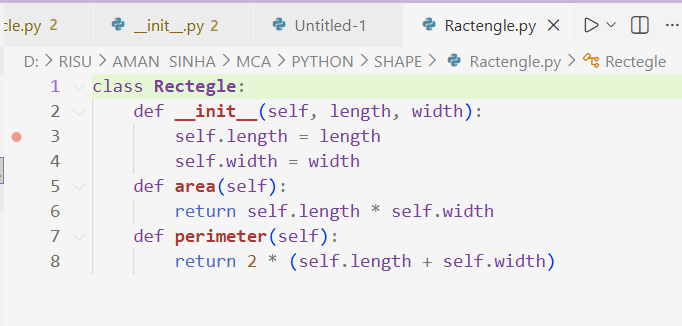 cle.py 2 __init__.py 2 Untitled-1 Ractengle.py
D: > RISU > AMAN SINHA > MCA > PYTHON > SHAPE > Ractengle.py > Rectegle
1 class Rectegle:
2     def __init__(self, length, width):
3         self.length = length
4         self.width = width
5     def area(self):
6         return self.length * self.width
7     def perimeter(self):
8         return 2 * (self.length + self.width)